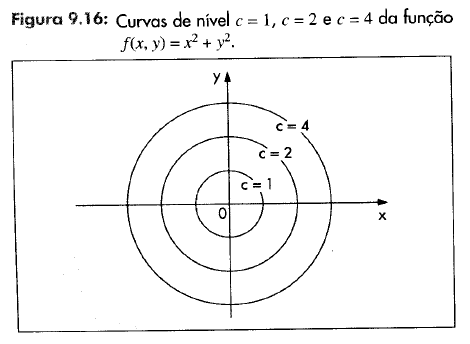 Figura 9.16: Curvas de nível c = 1, c = 2 e c = 4 da função
f(x, y) = x² + y².
y
c = 4
c = 2
c = 1
0
x